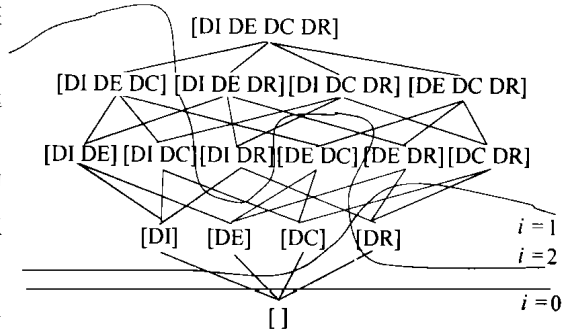 [DI DE DC DR]
[DI DE DC] [DI DE DR] [DI DC DR] [DE DC DR]
[DI DE] [DI DC] [DI DR] [DE DC] [DE DR] [DC DR]
[DI] [DE] [DC] [DR]
i = 1
i = 2
i = 0
[ ]